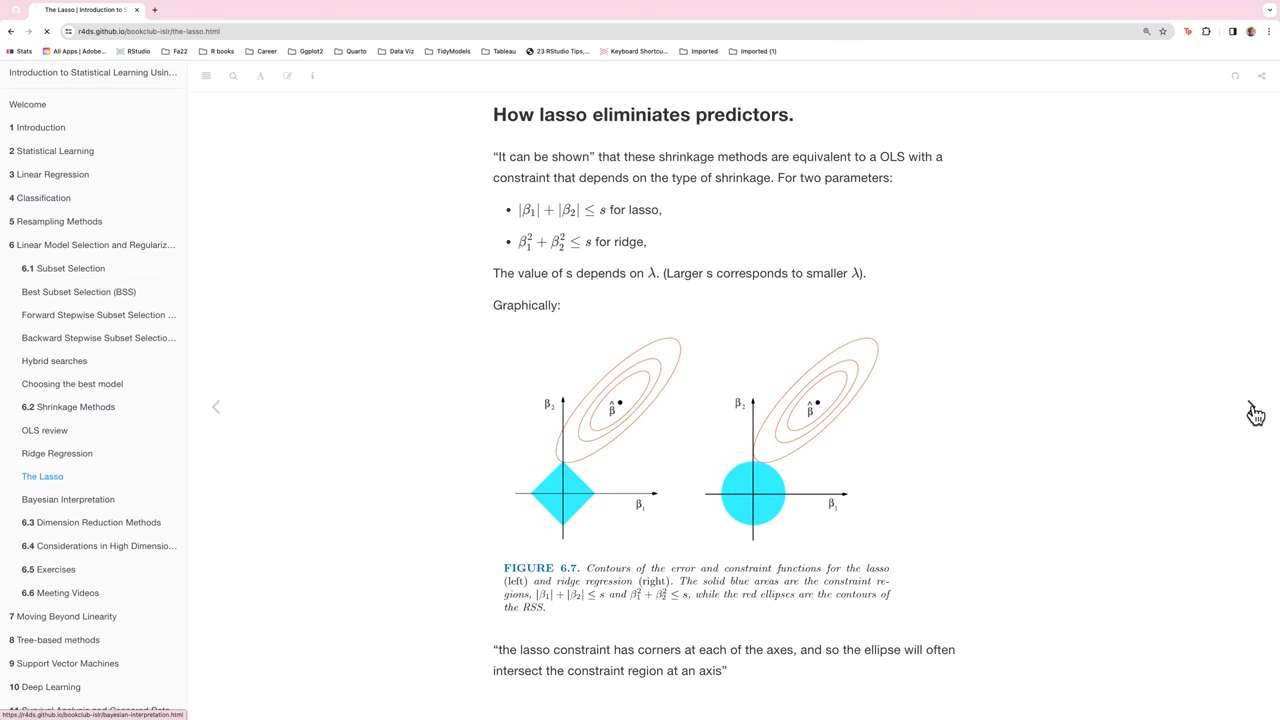 The Lasso | Introduction to S
r4ds.github.io/bookclub-islr/the-lasso.html
Stats
All Apps | Adobe...
RStudio
Fa22
R books
Career
Ggplot2
Quarto
Data Viz
TidyModels
Tableau
23 RStudio Tips,...
Keyboard Shortcu...
Imported
Imported (1)
Introduction to Statistical Learning Usin...
Welcome
1 Introduction
2 Statistical Learning
3 Linear Regression
4 Classification
5 Resampling Methods
6 Linear Model Selection and Regulariz...
6.1 Subset Selection
Best Subset Selection (BSS)
Forward Stepwise Subset Selection ...
Backward Stepwise Subset Selectio...
Hybrid searches
Choosing the best model
6.2 Shrinkage Methods
OLS review
Ridge Regression
The Lasso
Bayesian Interpretation
6.3 Dimension Reduction Methods
6.4 Considerations in High Dimensio...
6.5 Exercises
6.6 Meeting Videos
7 Moving Beyond Linearity
8 Tree-based methods
9 Support Vector Machines
10 Deep Learning
https://r4ds.github.io/bookclub-islr/bayesian-interpretation.html
How lasso eliminiates predictors.
“It can be shown” that these shrinkage methods are equivalent to a OLS with a
constraint that depends on the type of shrinkage. For two parameters:
• |β₁| + |β₂| ≤ s for lasso,
• β₁² + β₂² ≤ s for ridge,
The value of s depends on λ. (Larger s corresponds to smaller λ).
Graphically:
β₂
β̂
β₁
β₂
β̂
β₁
FIGURE 6.7. Contours of the error and constraint functions for the lasso
(left) and ridge regression (right). The solid blue areas are the constraint re-
gions, |β₁| + |β₂| ≤ s and β₁² + β₂² ≤ s, while the red ellipses are the contours of
the RSS.
“the lasso constraint has corners at each of the axes, and so the ellipse will often
intersect the constraint region at an axis”